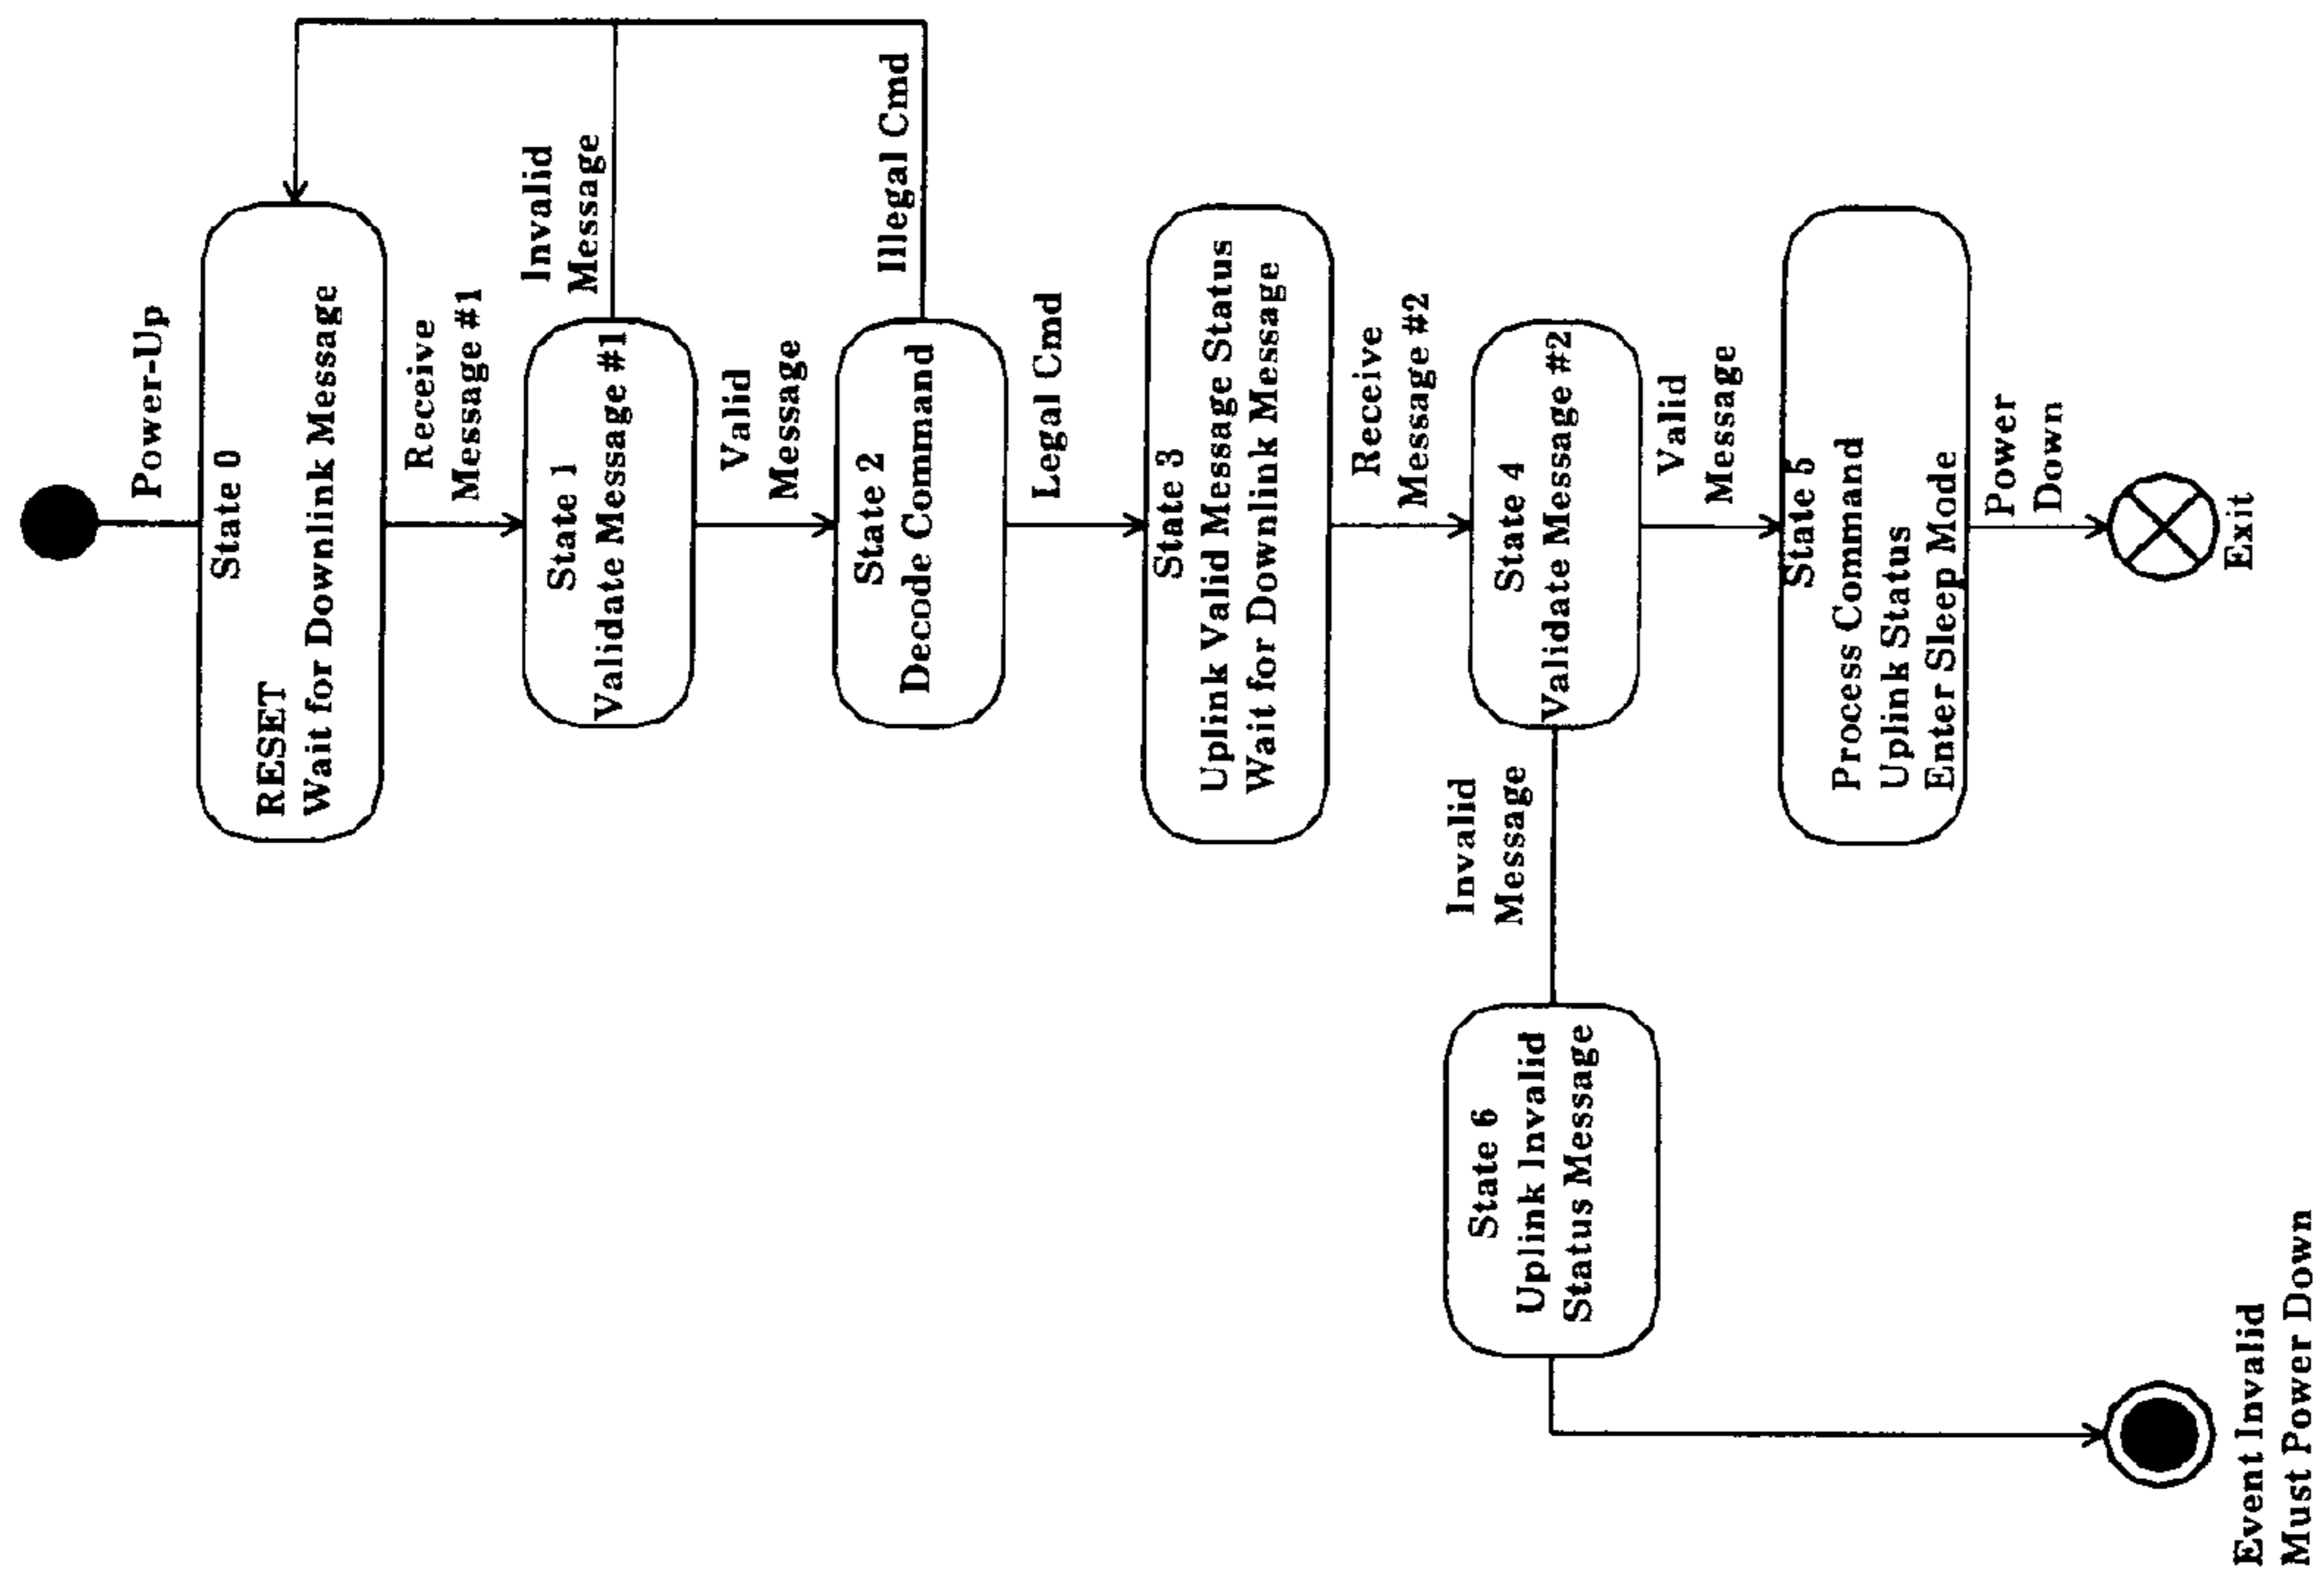 Power-Up
State 0
RESET
Wait for Downlink Message
Receive
Message #1
Invalid
Message
State 1
Validate Message #1
Valid
Message
Illegal Cmd
State 2
Decode Command
Legal Cmd
State 3
Uplink Valid Message Status
Wait for Downlink Message
Receive
Message #2
State 4
Validate Message #2
Invalid
Message
State 6
Uplink Invalid
Status Message
Valid
Message
State 5
Process Command
Uplink Status
Enter Sleep Mode
Power
Down
Exit
Event Invalid
Must Power Down